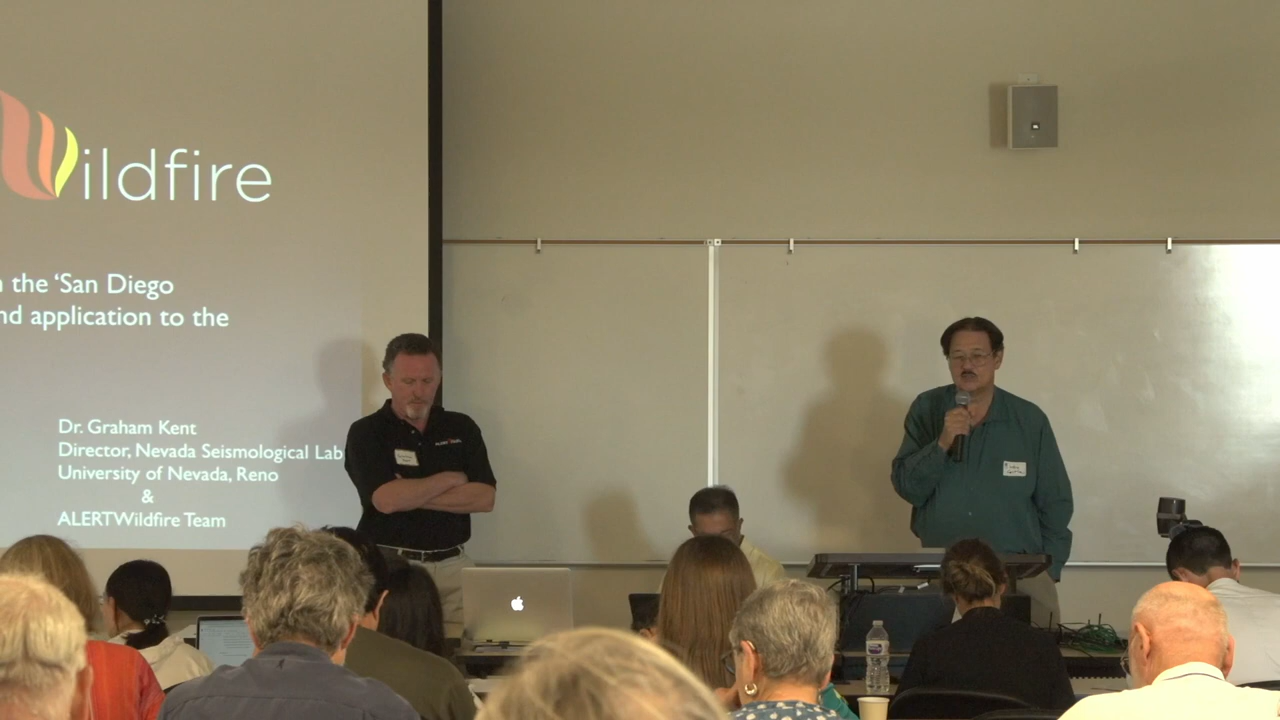 Wildfire
the ‘San Diego
nd application to the
Dr. Graham Kent
Director, Nevada Seismological Lab
University of Nevada, Reno
&
ALERTWildfire Team